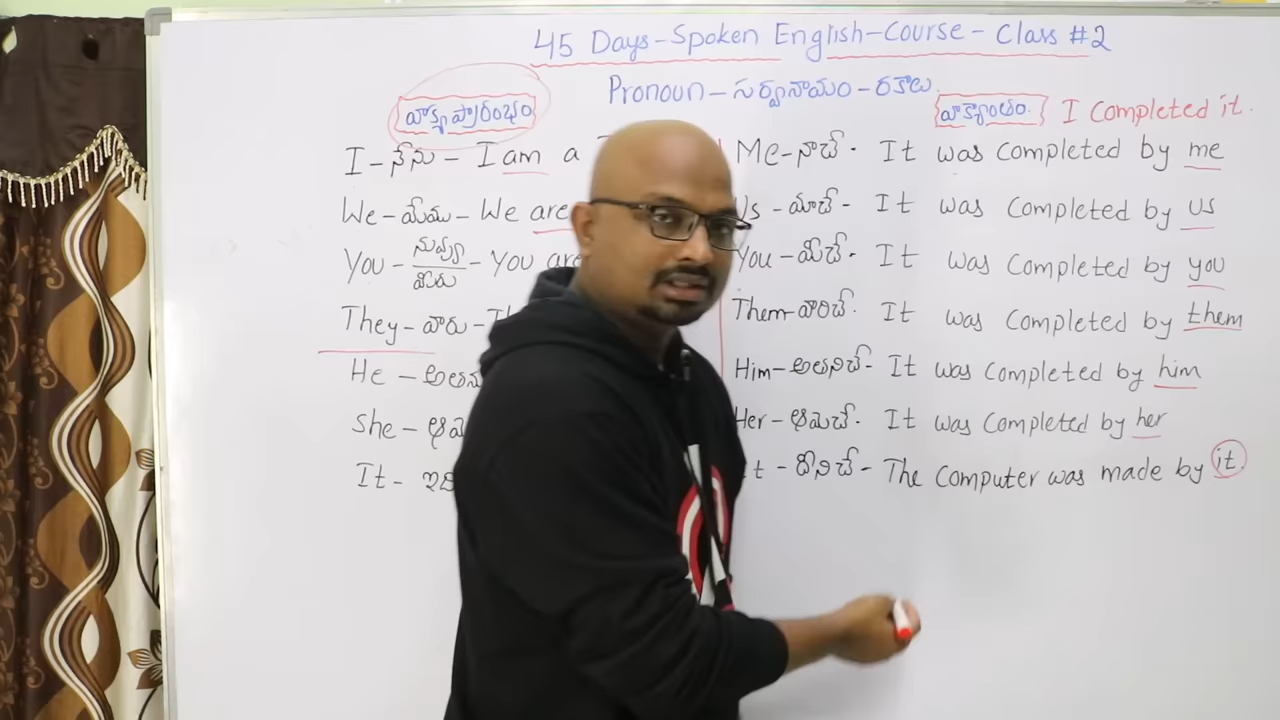 45 Days-Spoken English-Course - Class #2
Pronoun - సర్వనామం - రకాలు.
వాక్యప్రారంభం
వాక్యాంతం. I completed it.
I - నేను - I am a
Me - నాచే. It was completed by me
We - మేము - We are
Us - మాచే - It was completed by us
You - నువ్వు/మీరు - You are
You - మీచే. It was completed by you
They - వారు -
Them - వారిచే. It was completed by them
He -
Him - అతనిచే - It was completed by him
She -
Her - ఆమెచే. It was completed by her
It -
దీనిచే - The computer was made by it.